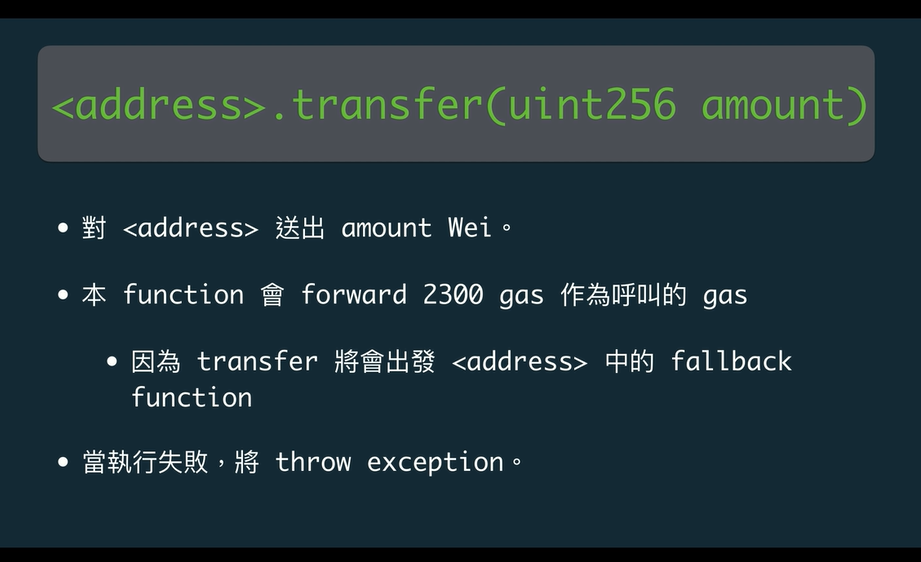 <address>.transfer(uint256 amount)
• 對 <address> 送出 amount Wei。
• 本 function 會 forward 2300 gas 作為呼叫的 gas
• 因為 transfer 將會出發 <address> 中的 fallback
function
• 當執行失敗，將 throw exception。